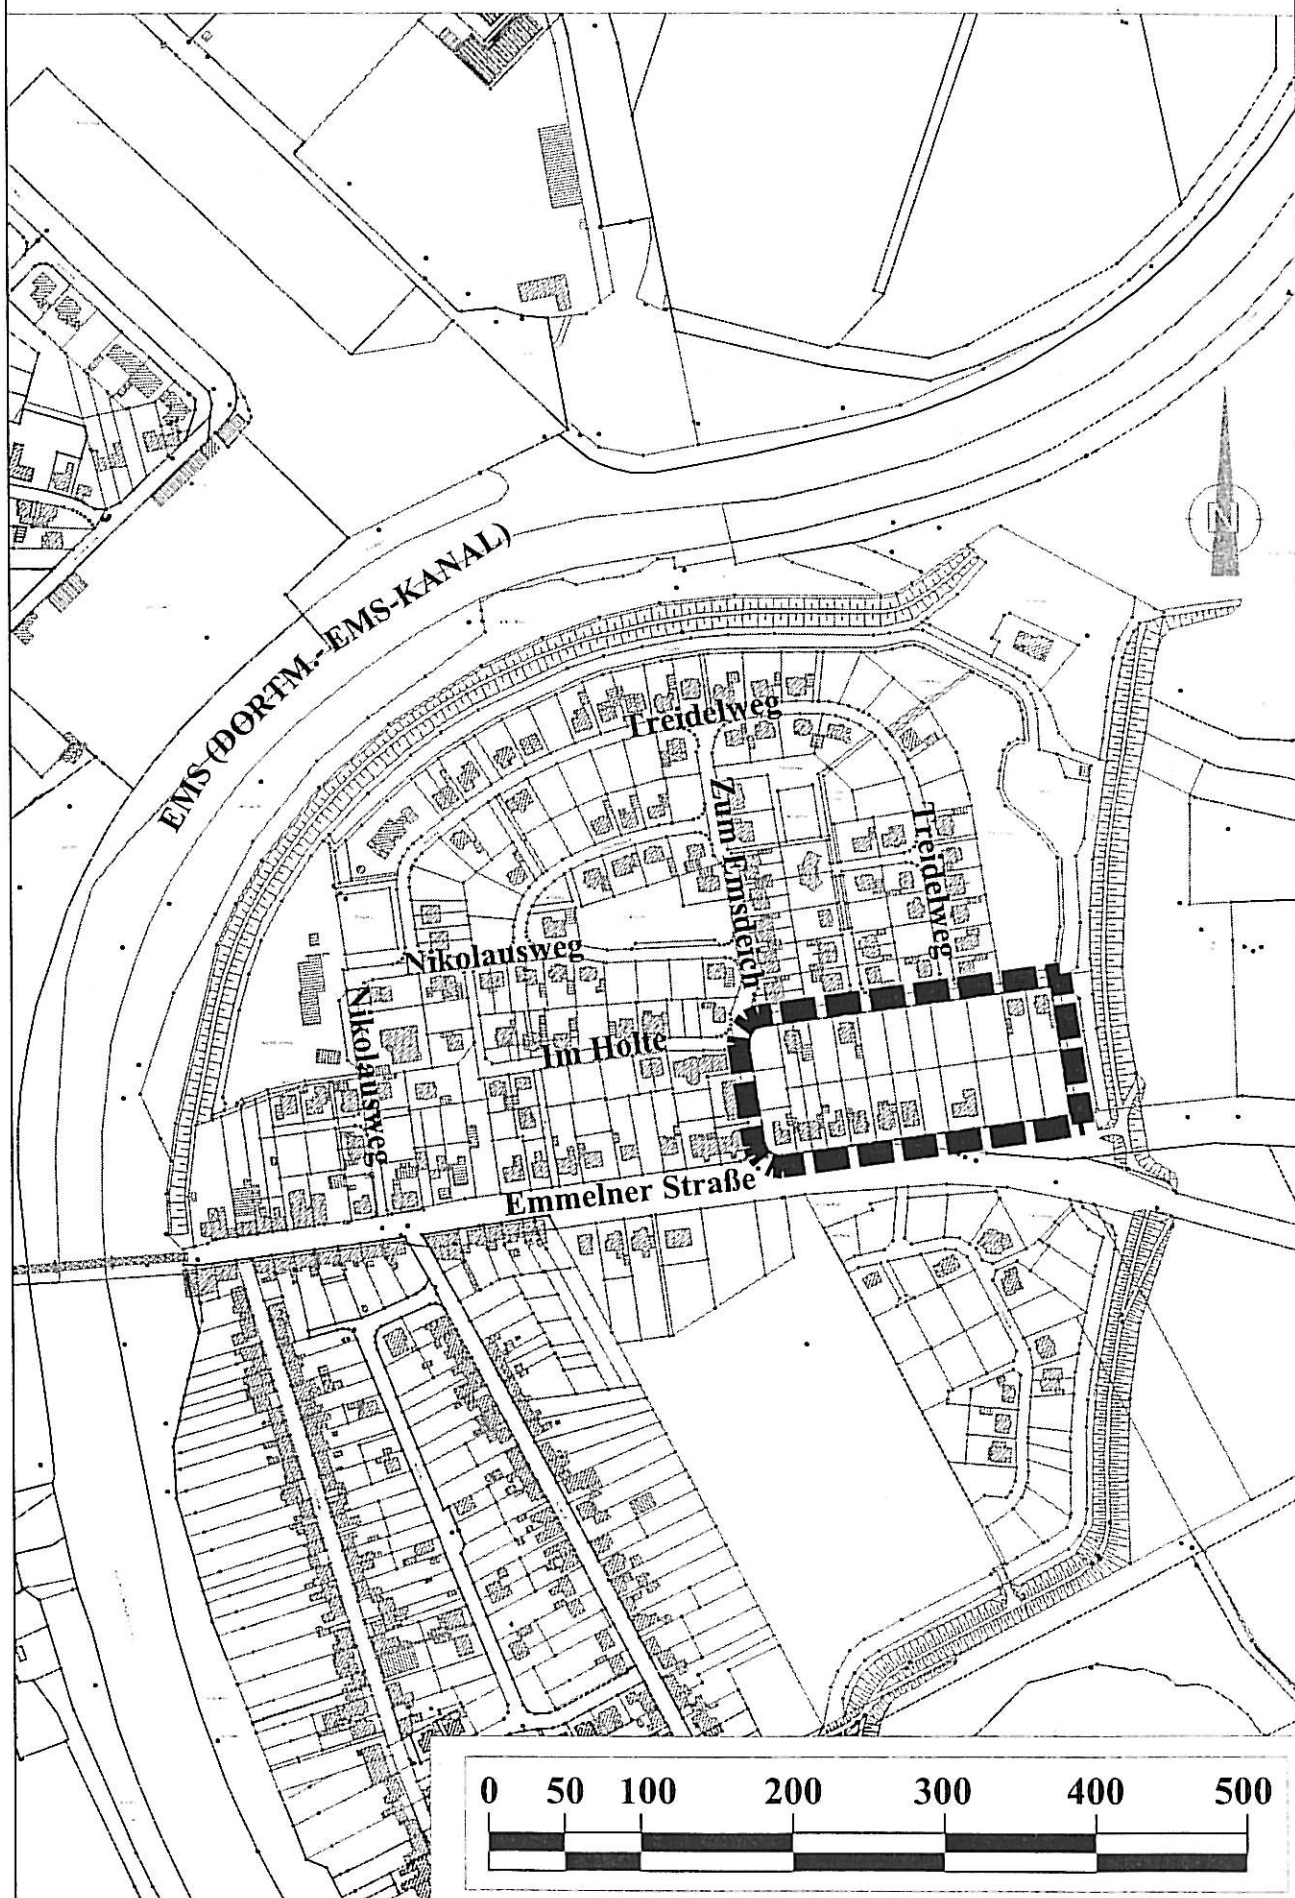 N
EMS (DORTM.-EMS-KANAL)
Treidelweg
Zum Emsdeich
Treidelweg
Nikolausweg
Nikolausweg
Im Holte
Emmelner Straße
0 50 100 200 300 400 500